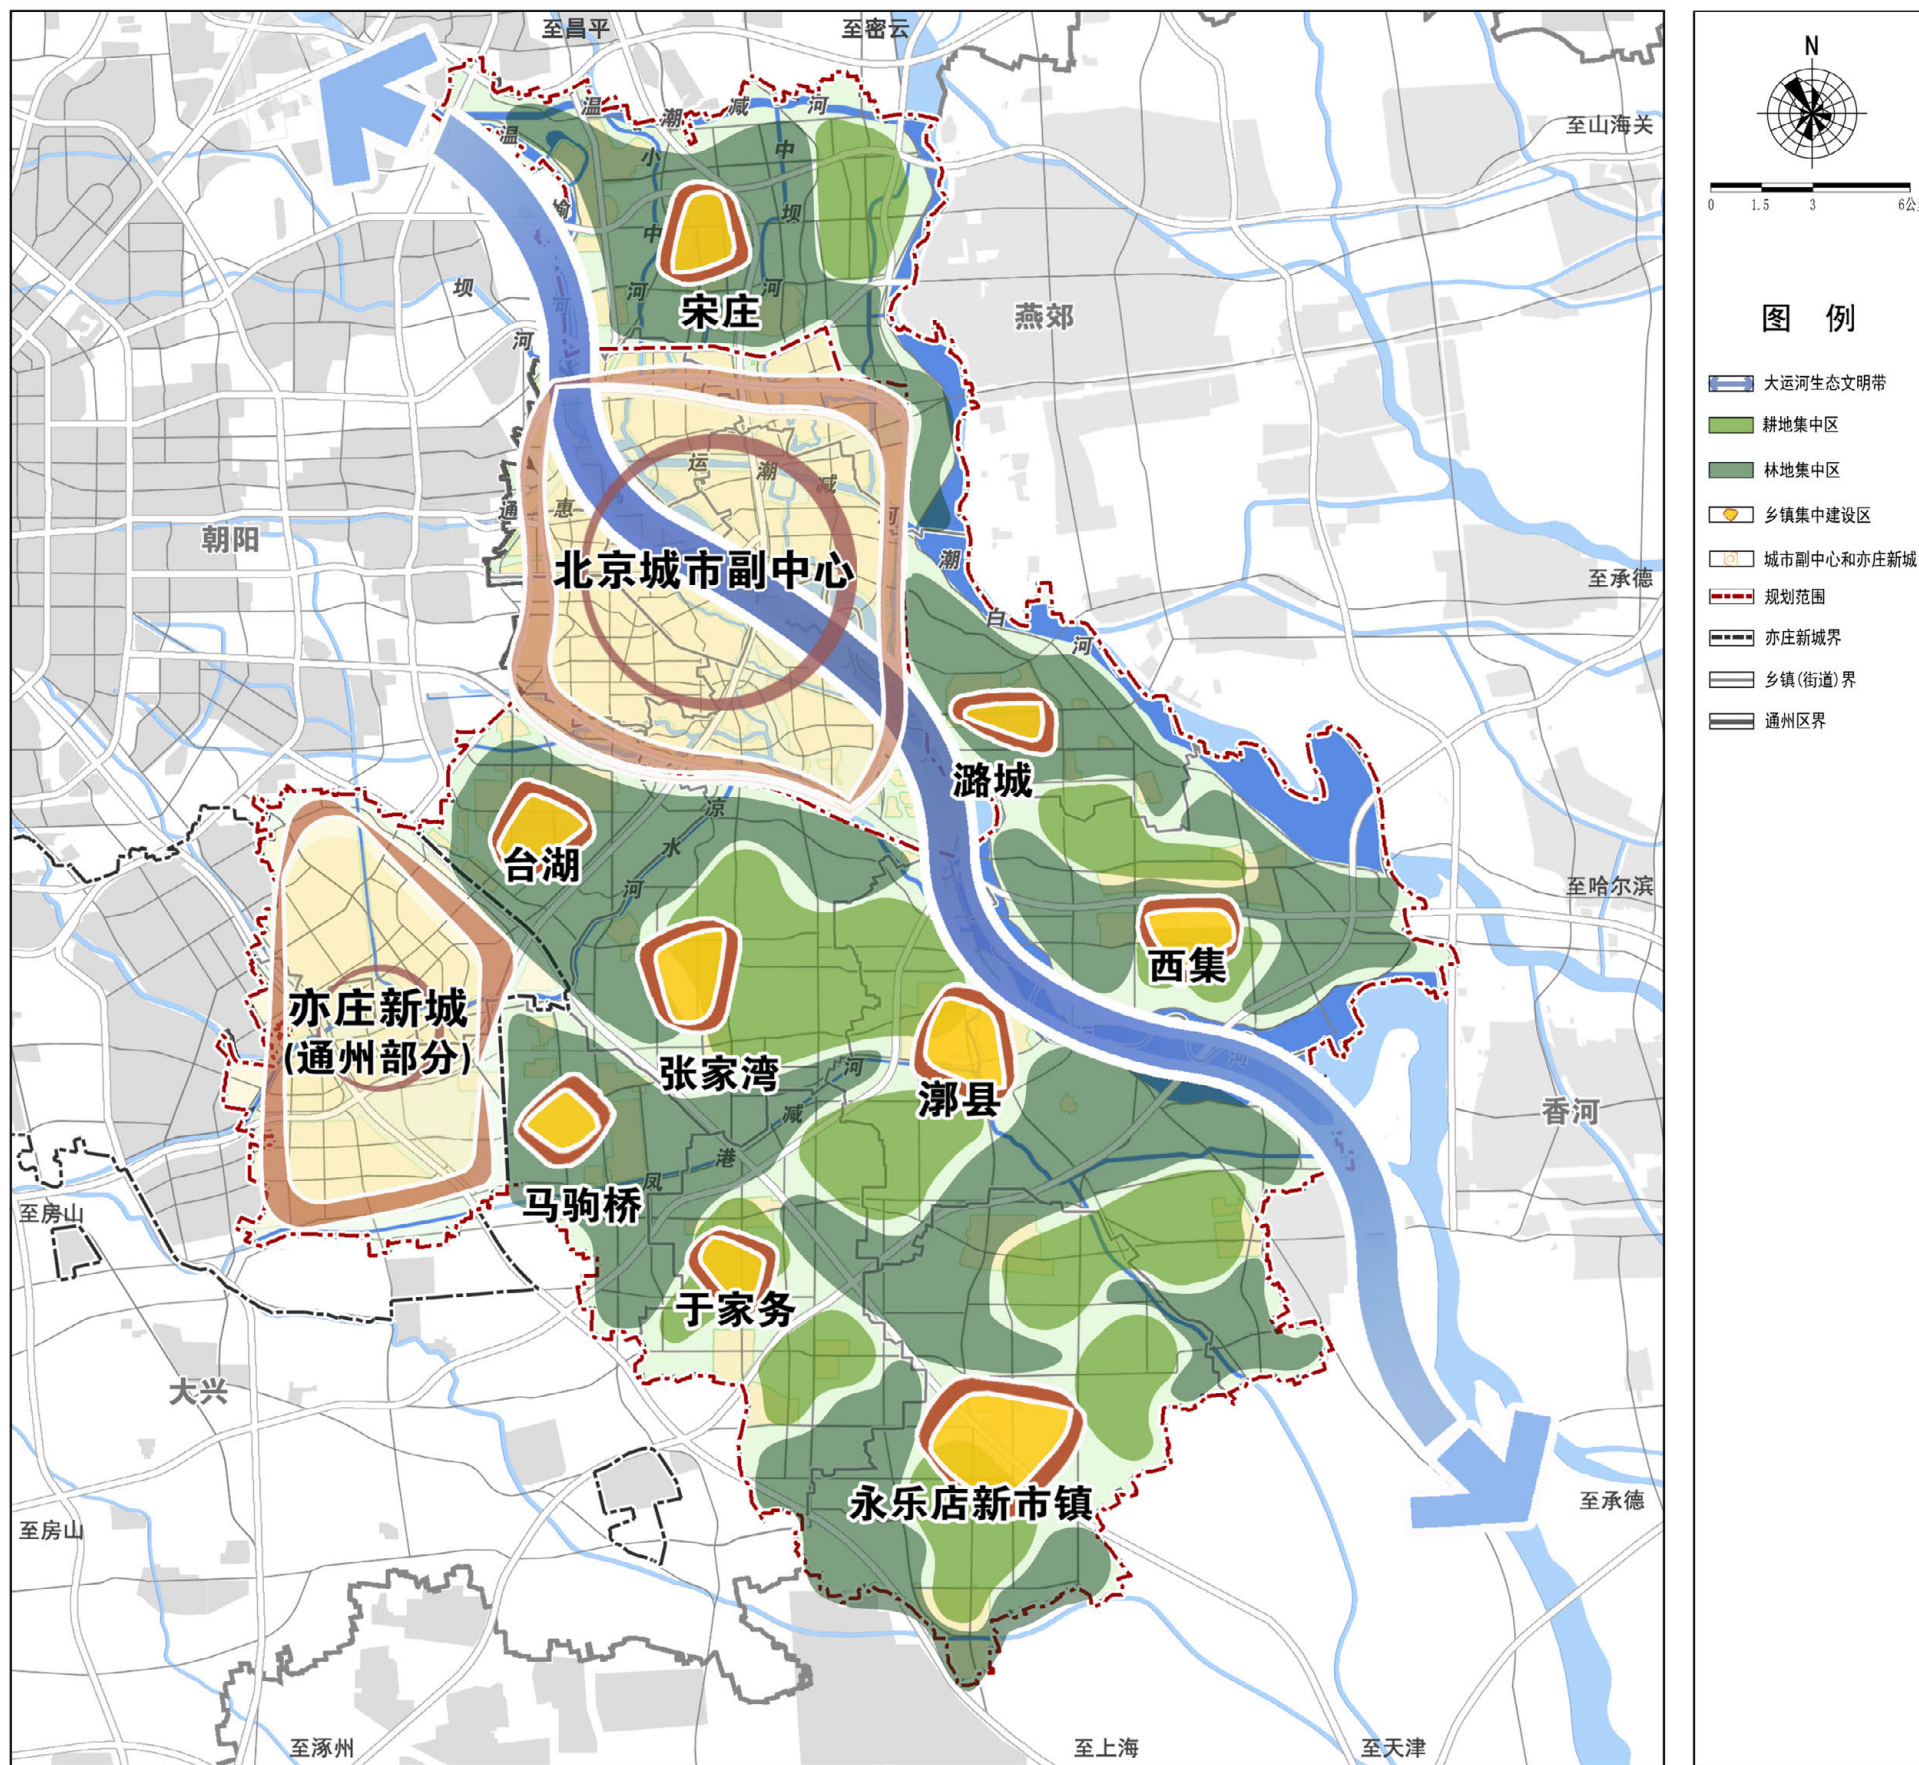 至昌平
至密云
至山海关
温
潮
减
河
温
榆
河
小
中
河
中
坝
河
宋庄
燕郊
坝
河
朝阳
通
惠
河
运
潮
减
河
北京城市副中心
潮
白
河
至承德
潞城
台湖
凉
水
河
至哈尔滨
西集
亦庄新城
(通州部分)
张家湾
漷县
河
减
港
凤
河
香河
马驹桥
至房山
于家务
大兴
永乐店新市镇
至承德
至房山
至涿州
至上海
至天津
N
0 1.5 3 6公里
图 例
大运河生态文明带
耕地集中区
林地集中区
乡镇集中建设区
城市副中心和亦庄新城
规划范围
亦庄新城界
乡镇(街道)界
通州区界